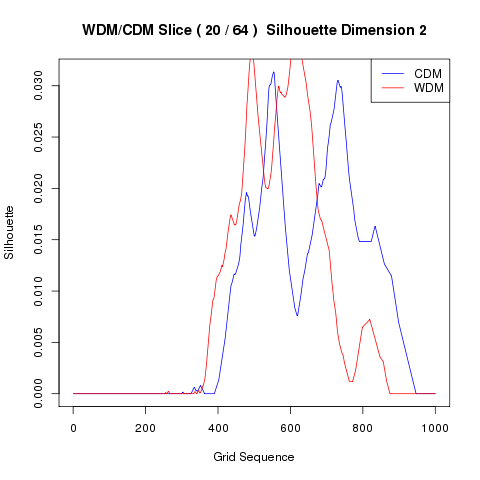 WDM/CDM Slice ( 20 / 64 )  Silhouette Dimension 2
CDM
WDM
Silhouette
0.030
0.025
0.020
0.015
0.010
0.005
0.000
0 200 400 600 800 1000
Grid Sequence